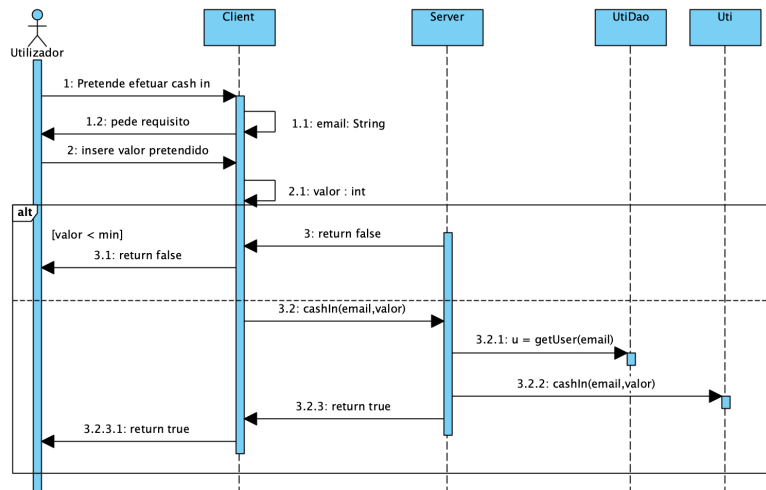 Client
Server
UtiDao
Uti
Utilizador
1: Pretende efetuar cash in
1.1: email: String
1.2: pede requisito
2: insere valor pretendido
2.1: valor : int
alt
[valor < min]
3: return false
3.1: return false
3.2: cashIn(email,valor)
3.2.1: u = getUser(email)
3.2.2: cashIn(email,valor)
3.2.3: return true
3.2.3.1: return true